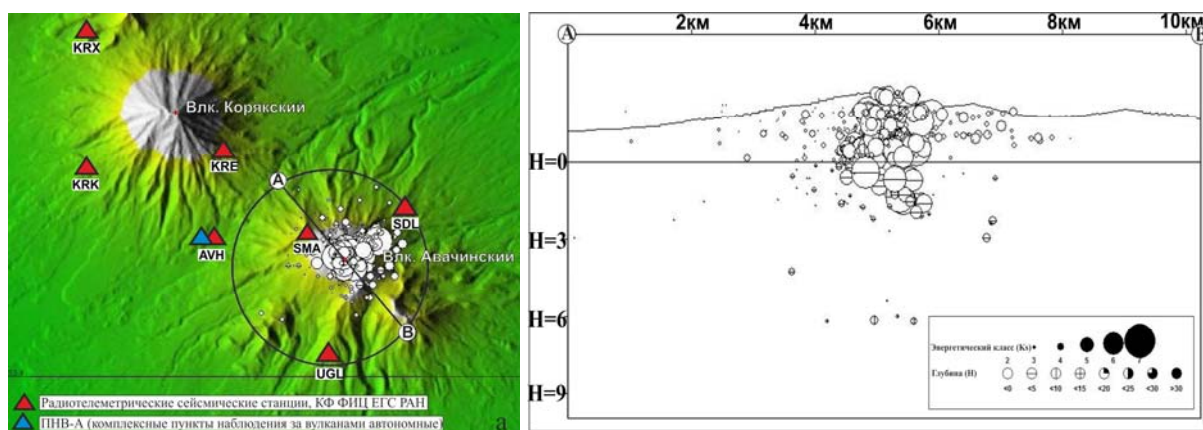 KRX
Влк. Корякский
KRE
KRK
A
SDL
SMA
AVH
Влк. Авачинский
B
UGL
Радиотелеметрические сейсмические станции, КФ ФИЦ ЕГС РАН
ПНВ-А (комплексные пункты наблюдения за вулканами автономные)
а
2км 4км 6км 8км 10км
A
H=0
H=3
H=6
H=9
Энергетический класс (Ks)
2 3 4 5 6 7
Глубина (H)
<0 <5 <10 <15 <20 <25 <30 >30